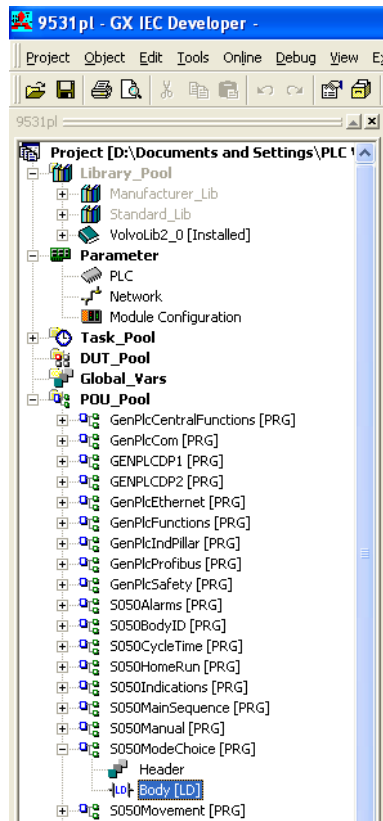 9531pl - GX IEC Developer -
Project Object Edit Tools Online Debug View
9531pl
Project [D:\Documents and Settings\PLC
Library_Pool
Manufacturer_Lib
Standard_Lib
VolvoLib2_0 [Installed]
Parameter
PLC
Network
Module Configuration
Task_Pool
DUT_Pool
Global_Vars
POU_Pool
GenPlcCentralFunctions [PRG]
GenPlcCom [PRG]
GENPLCDP1 [PRG]
GENPLCDP2 [PRG]
GenPlcEthernet [PRG]
GenPlcFunctions [PRG]
GenPlcIndPillar [PRG]
GenPlcProfibus [PRG]
GenPlcSafety [PRG]
S050Alarms [PRG]
S050BodyID [PRG]
S050CycleTime [PRG]
S050HomeRun [PRG]
S050Indications [PRG]
S050MainSequence [PRG]
S050Manual [PRG]
S050ModeChoice [PRG]
Header
LD Body [LD]
S050Movement [PRG]